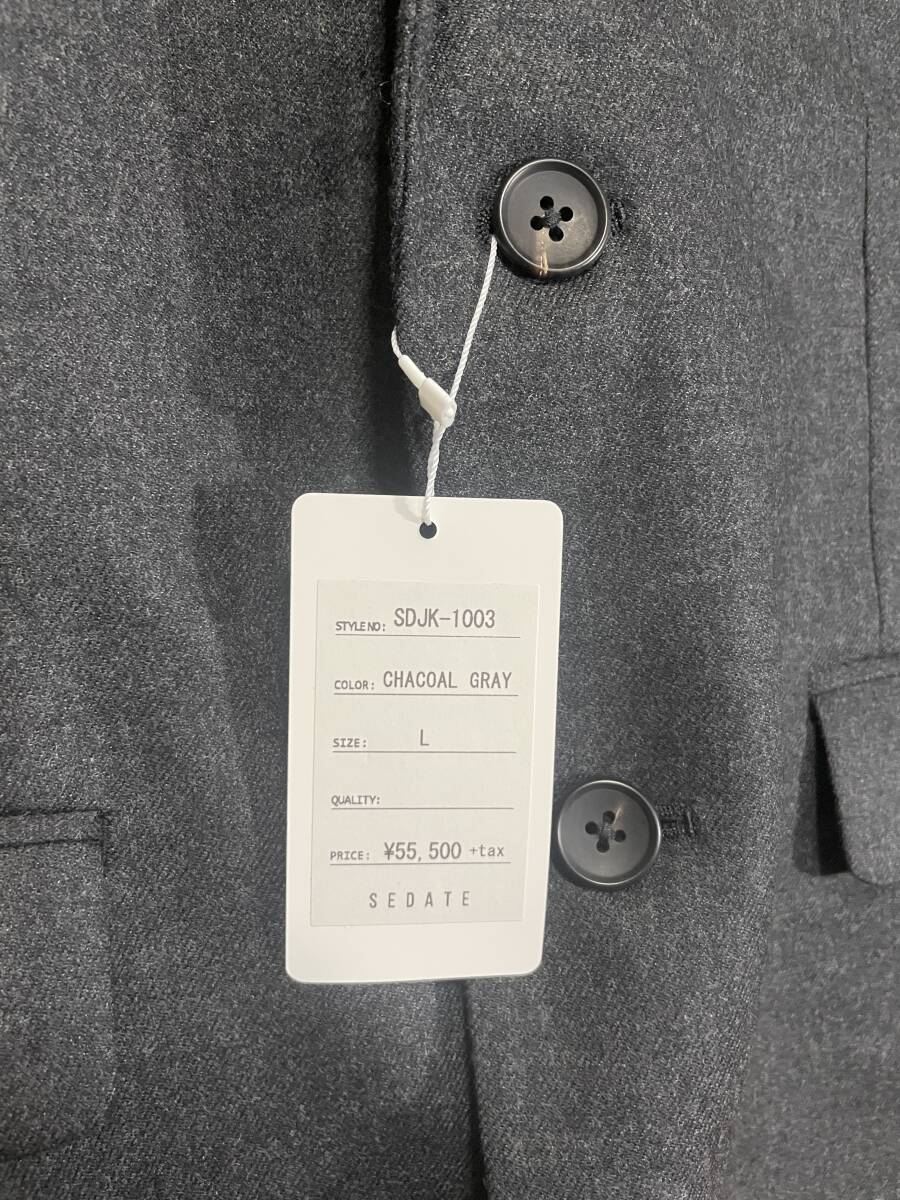 STYLE NO: SDJK-1003
COLOR: CHACOAL GRAY
SIZE: L
QUALITY:
PRICE: ¥55,500 +tax
SEDATE